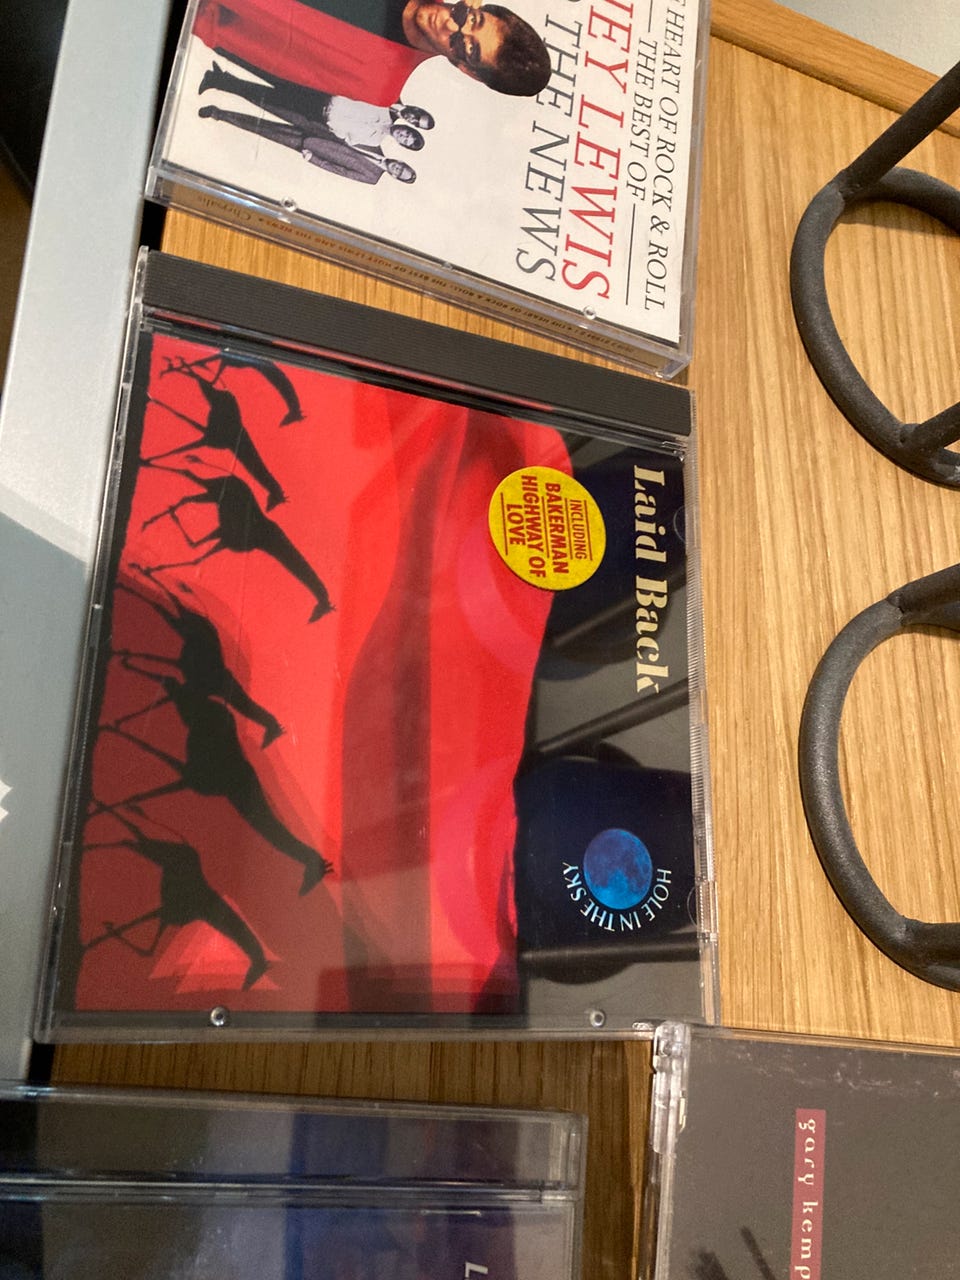 E HEART OF ROCK & ROLL
THE BEST OF
EY LEWIS
THE NEWS
Chrysalis
Laid Back
INCLUDING
BAKERMAN
HIGHWAY OF
LOVE
HOLE IN THE SKY
gary kemp
L